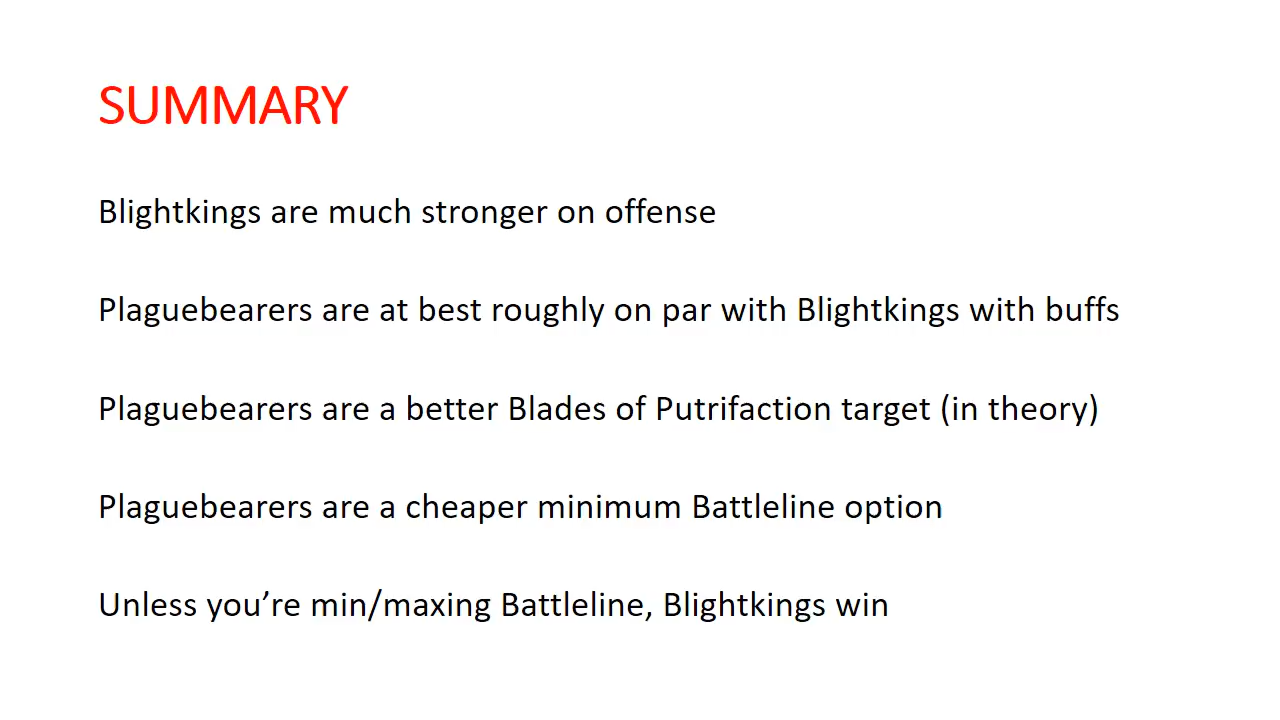 SUMMARY
Blightkings are much stronger on offense
Plaguebearers are at best roughly on par with Blightkings with buffs
Plaguebearers are a better Blades of Putrifaction target (in theory)
Plaguebearers are a cheaper minimum Battleline option
Unless you’re min/maxing Battleline, Blightkings win